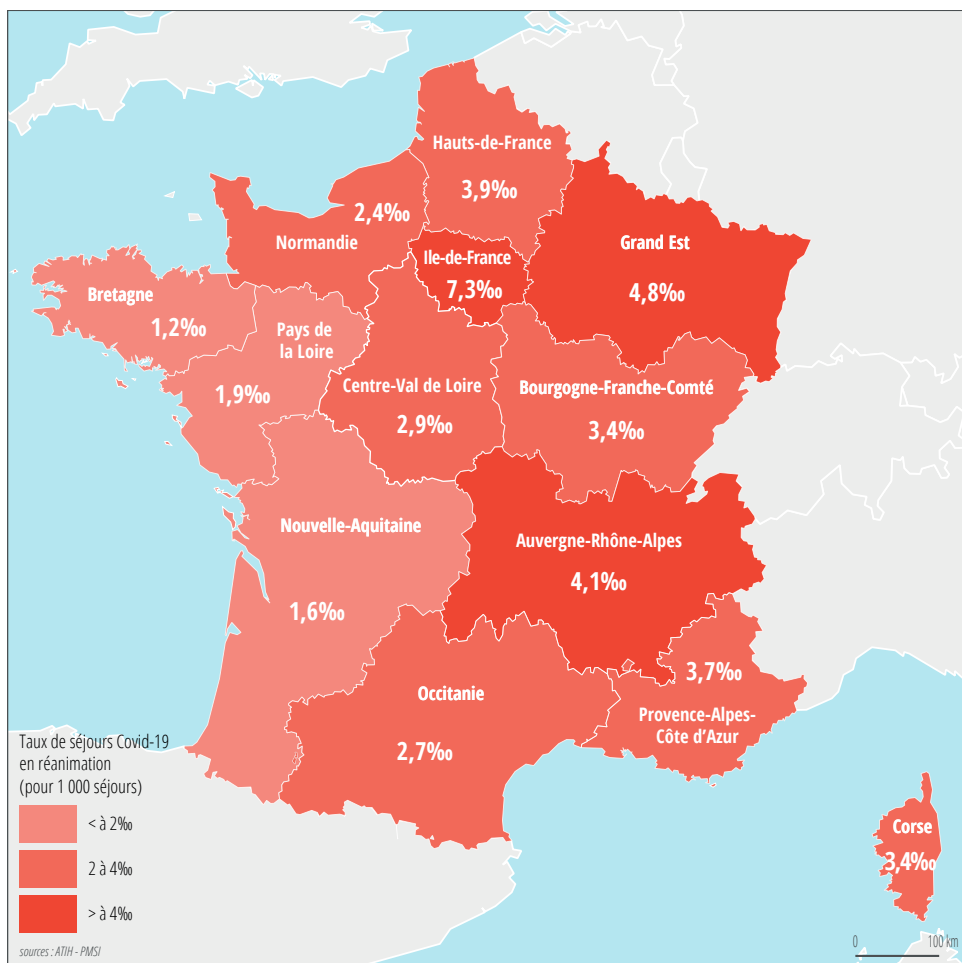 Hauts-de-France
3,9‰
2,4‰
Normandie
Ile-de-France
7,3‰
Grand Est
4,8‰
Bretagne
1,2‰
Pays de
la Loire
1,9‰
Centre-Val de Loire
2,9‰
Bourgogne-Franche-Comté
3,4‰
Nouvelle-Aquitaine
1,6‰
Auvergne-Rhône-Alpes
4,1‰
Occitanie
2,7‰
3,7‰
Provence-Alpes-
Côte d’Azur
Corse
3,4‰
Taux de séjours Covid-19
en réanimation
(pour 1 000 séjours)
< à 2‰
2 à 4‰
> à 4‰
sources : ATIH - PMSI
0 100 km